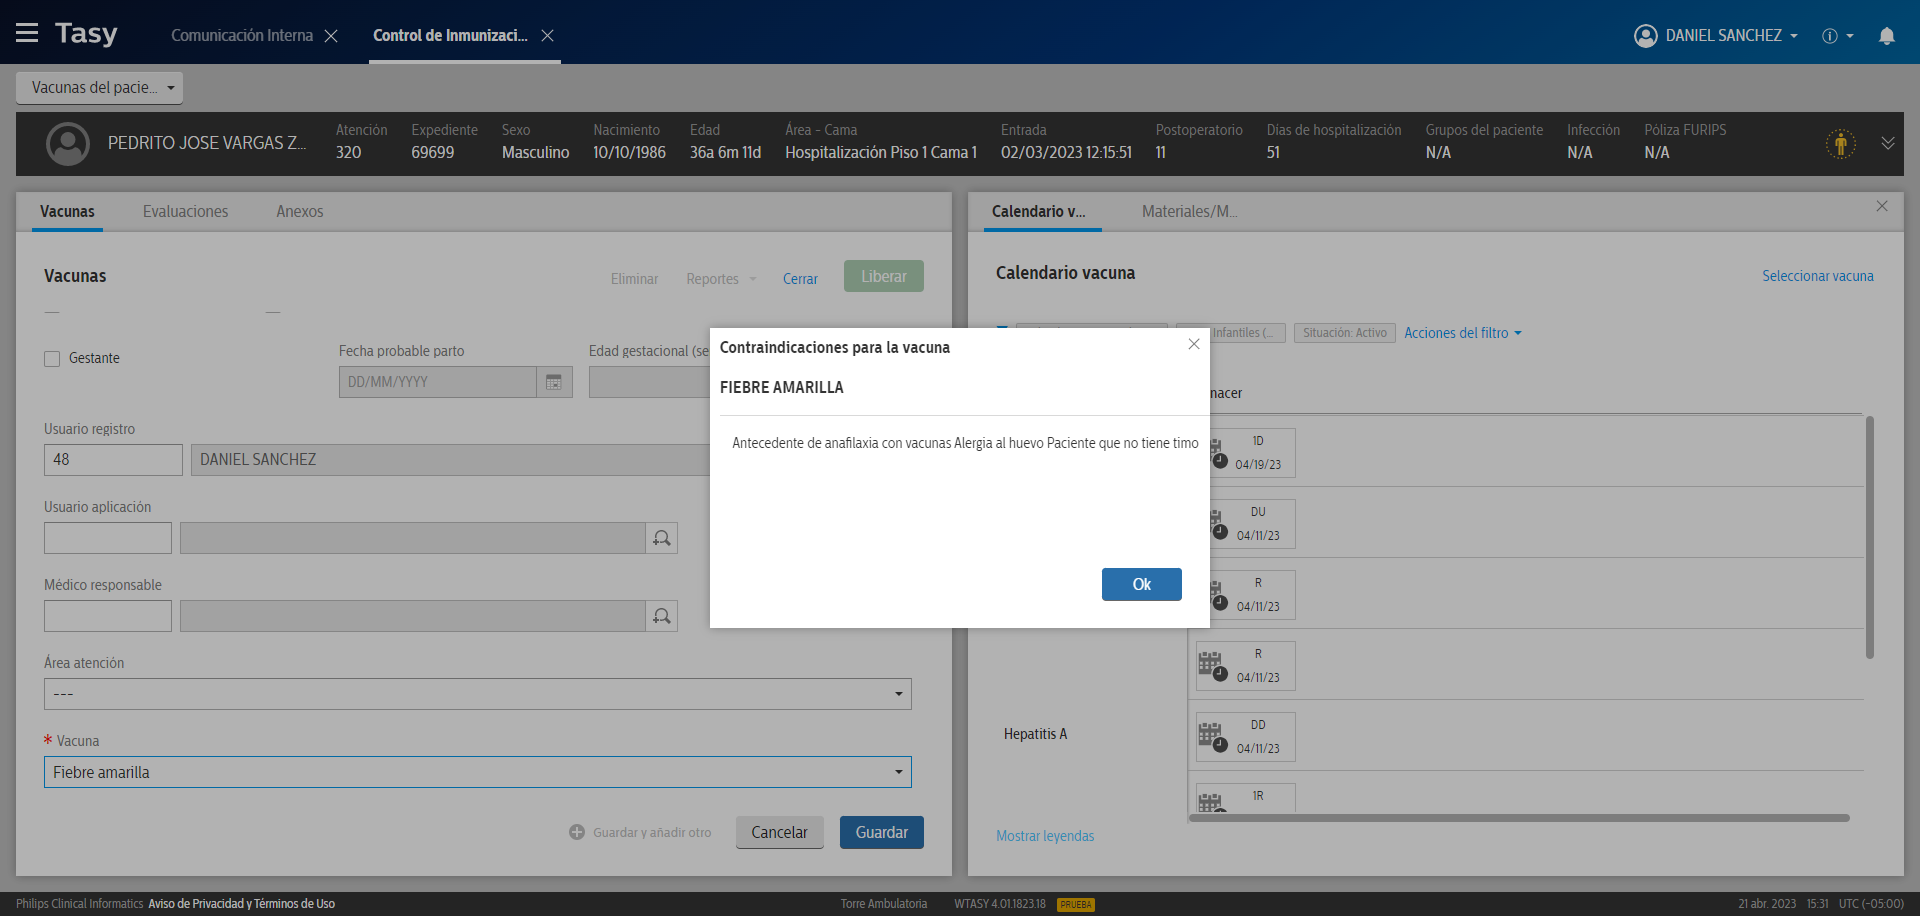 Tasy
Comunicación Interna
Control de Inmunizaci...
DANIEL SANCHEZ
Vacunas del pacie...
PEDRITO JOSE VARGAS Z...
Atención
320
Expediente
69699
Sexo
Masculino
Nacimiento
10/10/1986
Edad
36a 6m 11d
Área - Cama
Hospitalización Piso 1 Cama 1
Entrada
02/03/2023 12:15:51
Postoperatorio
11
Días de hospitalización
51
Grupos del paciente
N/A
Infección
N/A
Póliza FURIPS
N/A
Vacunas
Evaluaciones
Anexos
Vacunas
Eliminar
Reportes
Cerrar
Liberar
Gestante
Fecha probable parto
DD/MM/YYYY
Edad gestacional (se
Usuario registro
48
DANIEL SANCHEZ
Usuario aplicación
Médico responsable
Área atención
---
* Vacuna
Fiebre amarilla
Guardar y añadir otro
Cancelar
Guardar
Contraindicaciones para la vacuna
FIEBRE AMARILLA
Antecedente de anafilaxia con vacunas Alergia al huevo Paciente que no tiene timo
Ok
Calendario v...
Materiales/M...
Calendario vacuna
Seleccionar vacuna
Infantiles (...
Situación: Activo
Acciones del filtro
nacer
1D
04/19/23
DU
04/11/23
R
04/11/23
R
04/11/23
Hepatitis A
DD
04/11/23
1R
Mostrar leyendas
Philips Clinical Informatics Aviso de Privacidad y Términos de Uso
Torre Ambulatoria
WTASY 4.01.1823.18
PRUEBA
21 abr. 2023 15:31 UTC (-05:00)